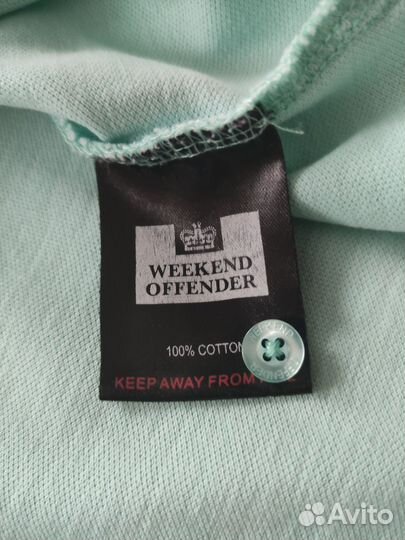 WEEKEND
OFFENDER
100% COTTON
KEEP AWAY FROM
Avito